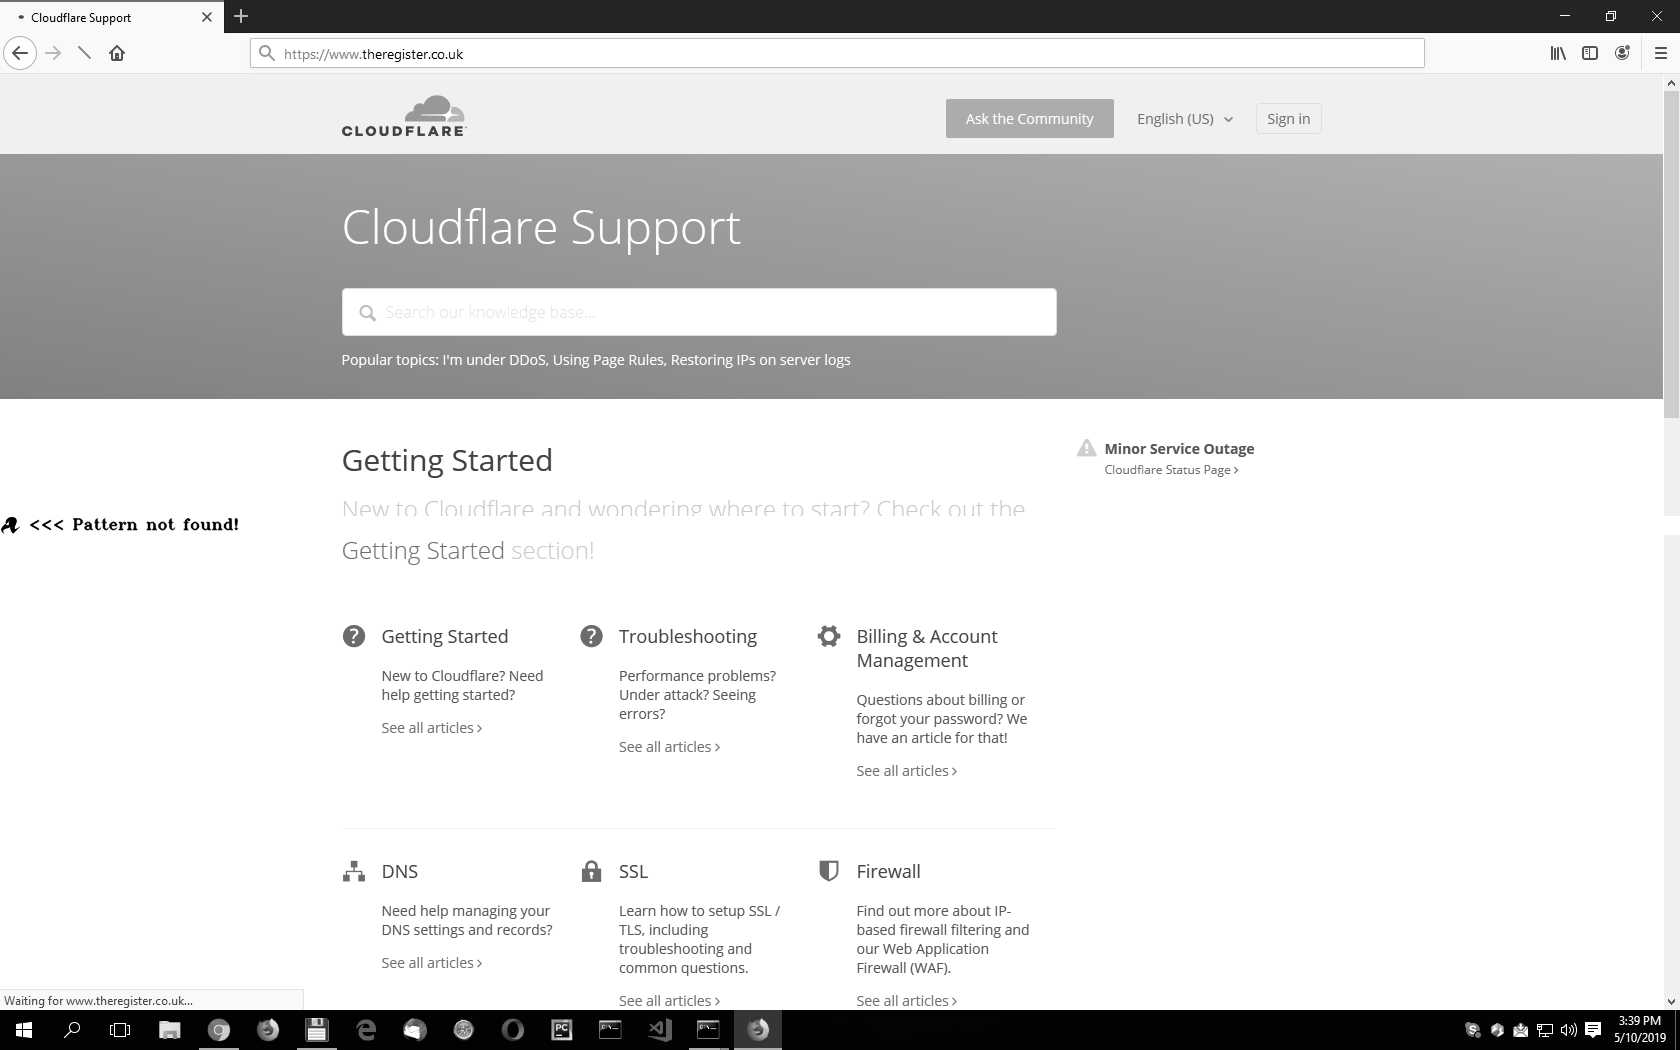 Cloudflare Support
https://www.theregister.co.uk
CLOUDFLARE
Ask the Community
English (US)
Sign in
Cloudflare Support
Search our knowledge base...
Popular topics: I'm under DDoS, Using Page Rules, Restoring IPs on server logs
Getting Started
Minor Service Outage
Cloudflare Status Page ›
New to Cloudflare and wondering where to start? Check out the
<<< Pattern not found!
Getting Started section!
Getting Started
New to Cloudflare? Need
help getting started?
See all articles ›
Troubleshooting
Performance problems?
Under attack? Seeing
errors?
See all articles ›
Billing & Account
Management
Questions about billing or
forgot your password? We
have an article for that!
See all articles ›
DNS
Need help managing your
DNS settings and records?
See all articles ›
SSL
Learn how to setup SSL /
TLS, including
troubleshooting and
common questions.
See all articles ›
Firewall
Find out more about IP-
based firewall filtering and
our Web Application
Firewall (WAF).
See all articles ›
Waiting for www.theregister.co.uk...
PC
3:39 PM
5/10/2019